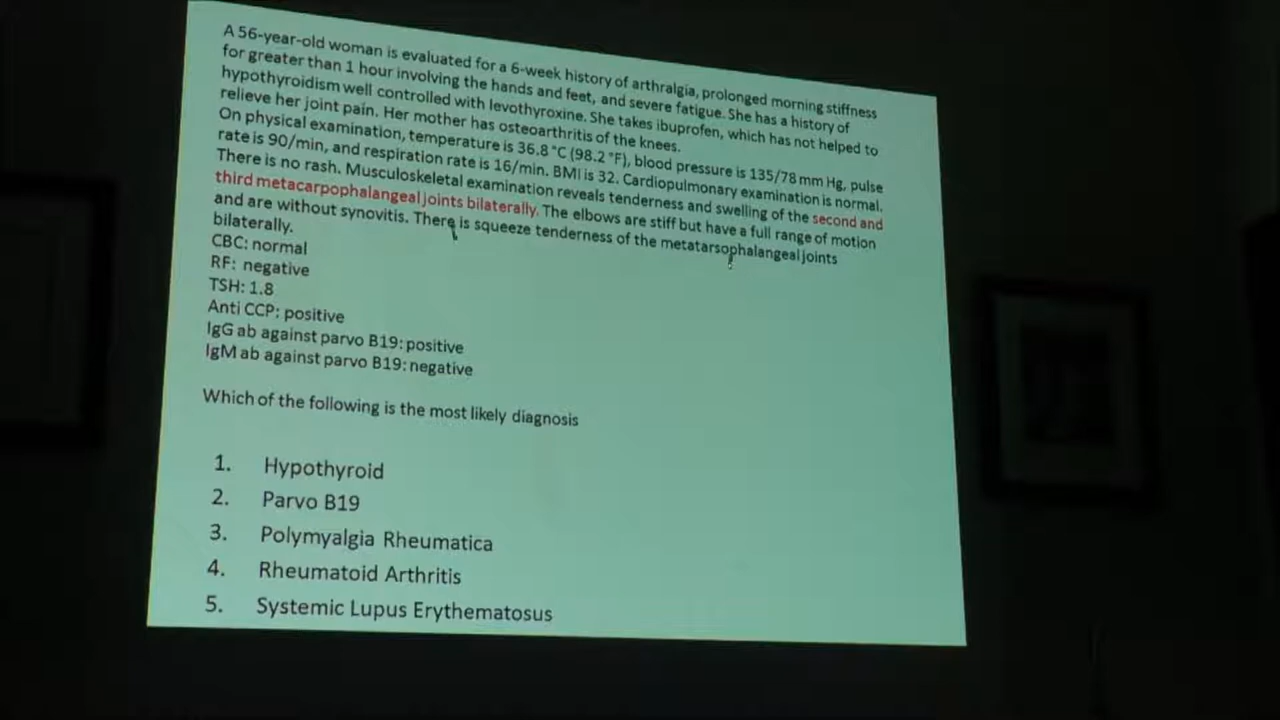 A 56-year-old woman is evaluated for a 6-week history of arthralgia, prolonged morning stiffness
for greater than 1 hour involving the hands and feet, and severe fatigue. She has a history of
hypothyroidism well controlled with levothyroxine. She takes ibuprofen, which has not helped to
relieve her joint pain. Her mother has osteoarthritis of the knees.
On physical examination, temperature is 36.8 °C (98.2 °F), blood pressure is 135/78 mm Hg, pulse
rate is 90/min, and respiration rate is 16/min. BMI is 32. Cardiopulmonary examination is normal.
There is no rash. Musculoskeletal examination reveals tenderness and swelling of the second and
third metacarpophalangeal joints bilaterally. The elbows are stiff but have a full range of motion
and are without synovitis. There is squeeze tenderness of the metatarsophalangeal joints
bilaterally.
CBC: normal
RF: negative
TSH: 1.8
Anti CCP: positive
IgG ab against parvo B19: positive
IgM ab against parvo B19: negative
Which of the following is the most likely diagnosis
1. Hypothyroid
2. Parvo B19
3. Polymyalgia Rheumatica
4. Rheumatoid Arthritis
5. Systemic Lupus Erythematosus